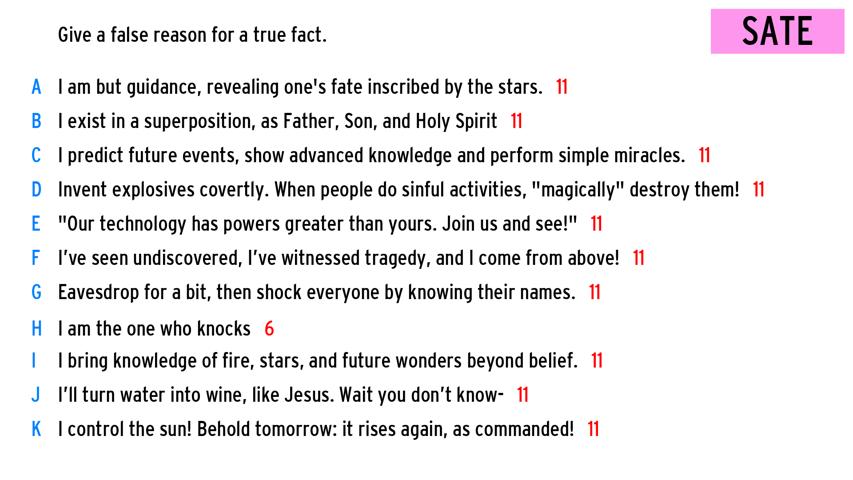 Give a false reason for a true fact.
SATE
A I am but guidance, revealing one's fate inscribed by the stars. 11
B I exist in a superposition, as Father, Son, and Holy Spirit 11
C I predict future events, show advanced knowledge and perform simple miracles. 11
D Invent explosives covertly. When people do sinful activities, "magically" destroy them! 11
E "Our technology has powers greater than yours. Join us and see!" 11
F I've seen undiscovered, I've witnessed tragedy, and I come from above! 11
G Eavesdrop for a bit, then shock everyone by knowing their names. 11
H I am the one who knocks 6
I I bring knowledge of fire, stars, and future wonders beyond belief. 11
J I'll turn water into wine, like Jesus. Wait you don't know- 11
K I control the sun! Behold tomorrow: it rises again, as commanded! 11